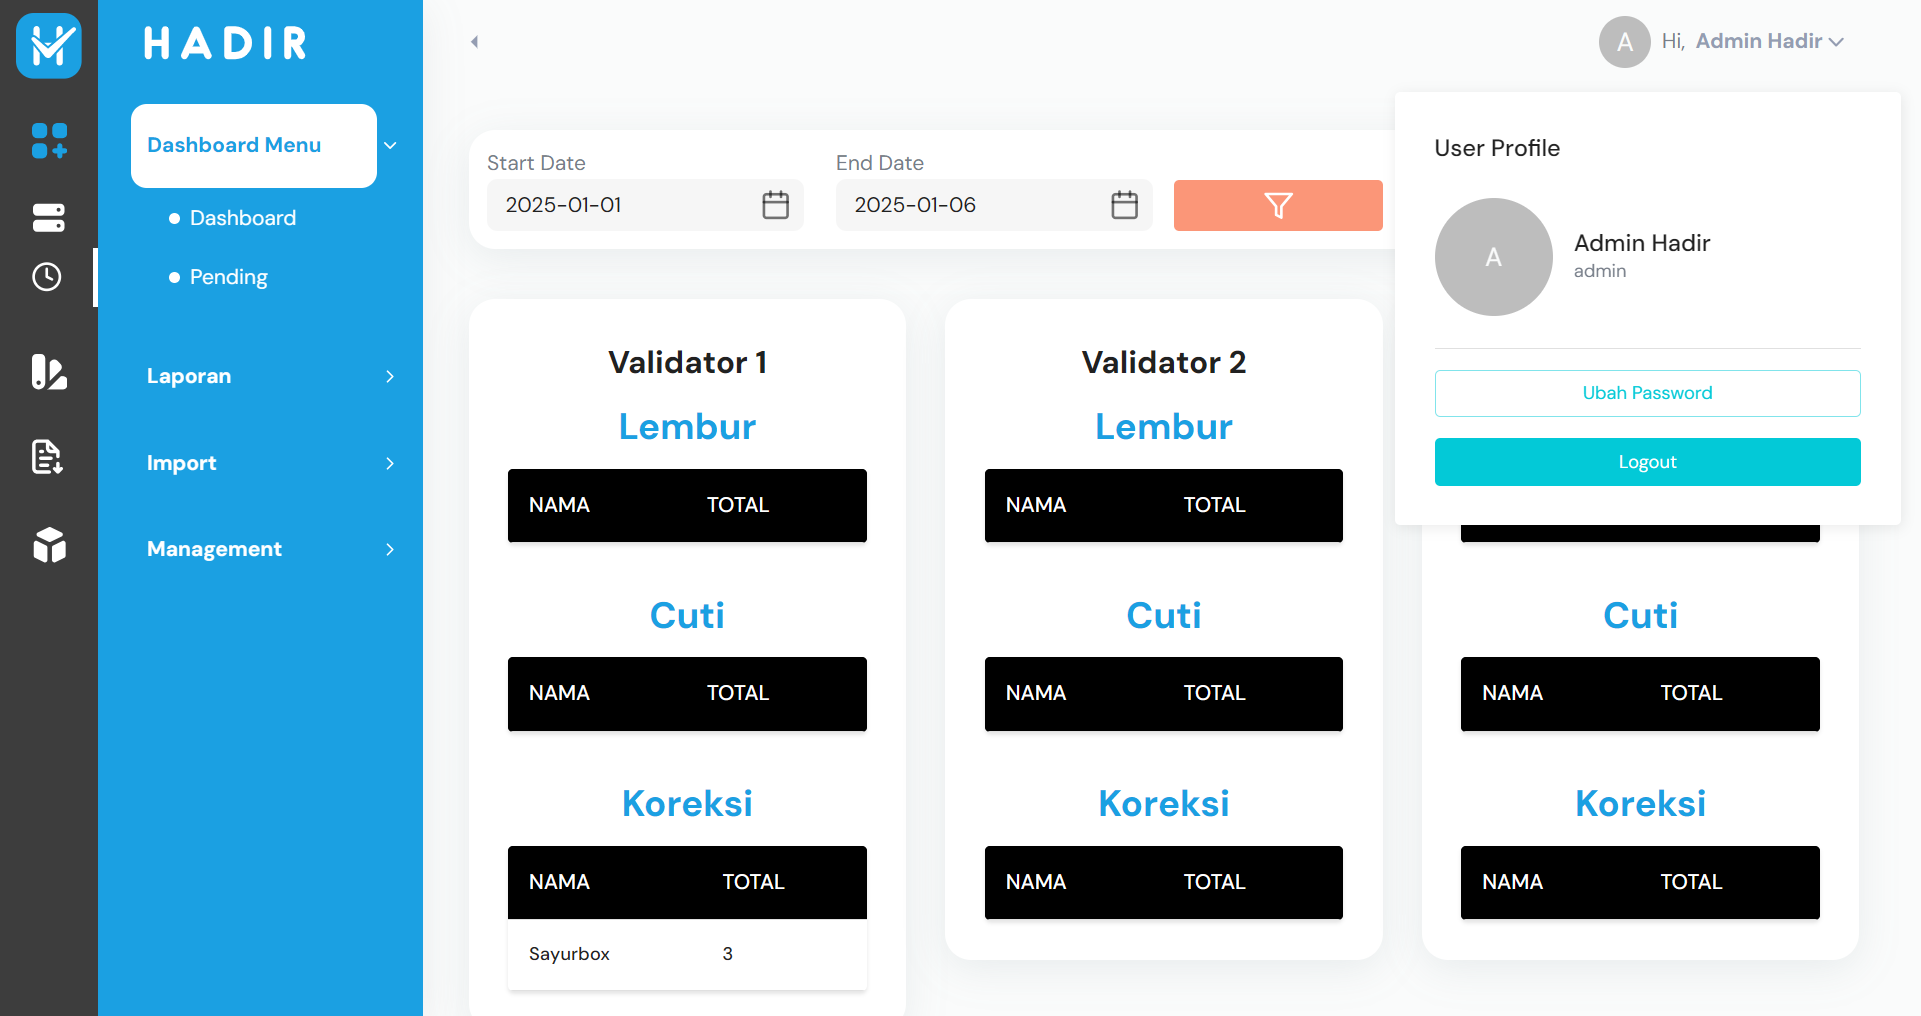 HADIR
Dashboard Menu
Dashboard
Pending
Laporan
Import
Management
A
Hi, Admin Hadir
Start Date
2025-01-01
End Date
2025-01-06
User Profile
A
Admin Hadir
admin
Ubah Password
Logout
Validator 1
Lembur
NAMA TOTAL
Cuti
NAMA TOTAL
Koreksi
NAMA TOTAL
Sayurbox 3
Validator 2
Lembur
NAMA TOTAL
Cuti
NAMA TOTAL
Koreksi
NAMA TOTAL
Cuti
NAMA TOTAL
Koreksi
NAMA TOTAL